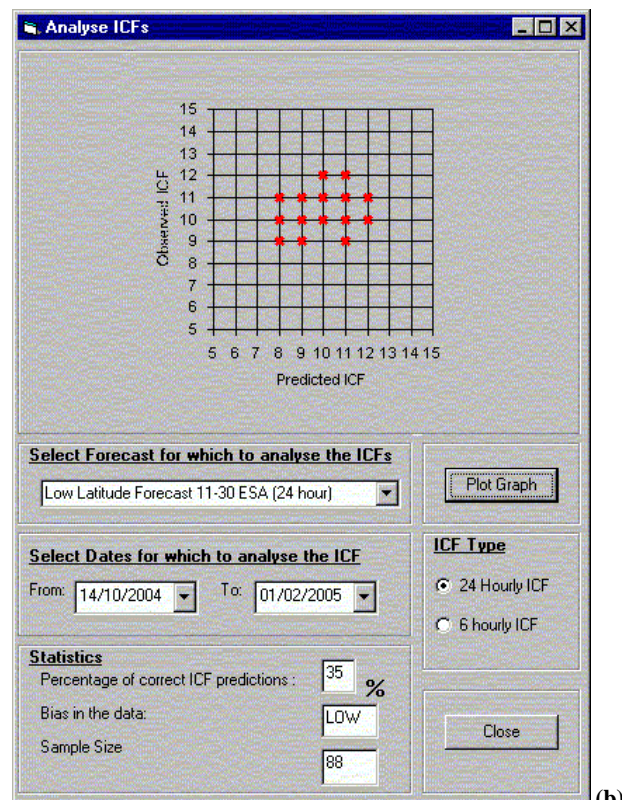 Analyse ICFs
15
14
13
12
11
10
9
8
7
6
5
Observed ICF
5 6 7 8 9 10 11 12 13 14 15
Predicted ICF
Select Forecast for which to analyse the ICFs
Low Latitude Forecast 11-30 ESA (24 hour)
Plot Graph
Select Dates for which to analyse the ICF
From: 14/10/2004 To: 01/02/2005
ICF Type
24 Hourly ICF
6 hourly ICF
Statistics
Percentage of correct ICF predictions : 35 %
Bias in the data: LOW
Sample Size 88
Close
(b)